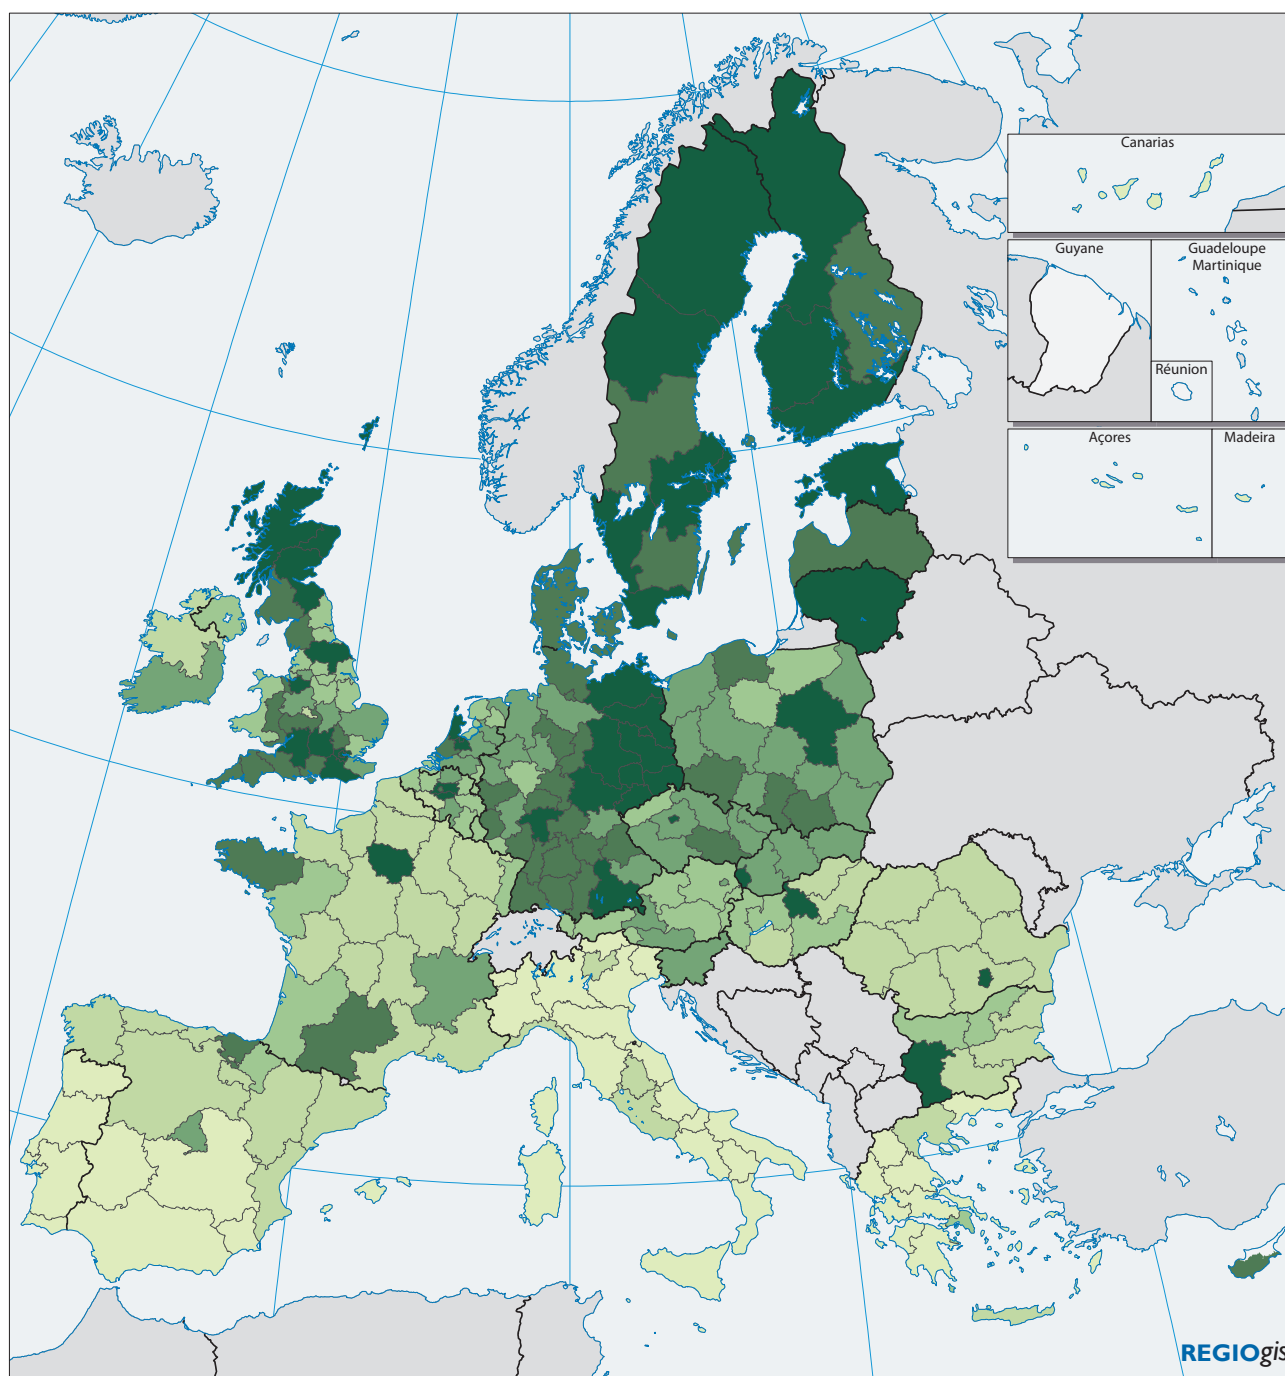 Canarias
Guyane
Guadeloupe
Martinique
Réunion
Açores
Madeira
REGIOgis